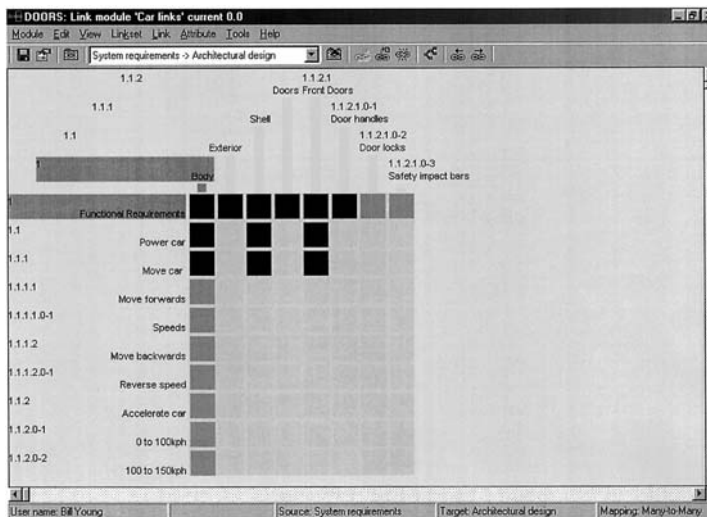 DOORS: Link module 'Car links' current 0.0
Module Edit View Linkset Link Attribute Tools Help
System requirements -> Architectural design
1.1.2 1.1.2.1
Doors Front Doors
1.1.1 1.1.2.1.0-1
Shell Door handles
1.1 1.1.2.1.0-2
Exterior Door locks
1 1.1.2.1.0-3
Body Safety impact bars
1 Functional Requirements
1.1 Power car
1.1.1 Move car
1.1.1.1 Move forwards
1.1.1.1.0-1 Speeds
1.1.1.2 Move backwards
1.1.1.2.0-1 Reverse speed
1.1.2 Accelerate car
1.1.2.0-1 0 to 100kph
1.1.2.0-2 100 to 150kph
User name: Bill Young Source: System requirements Target: Architectural design Mapping: Many-to-Many